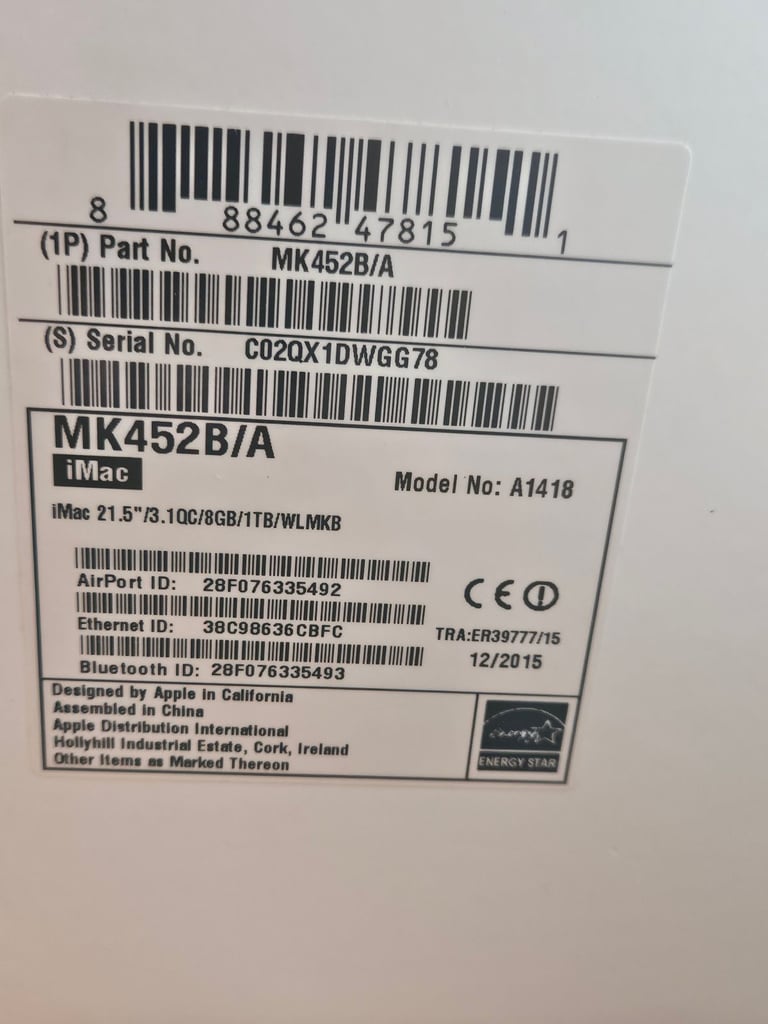 8 88462 47815 1
(1P) Part No. MK452B/A
(S) Serial No. C02QX1DWGG78
MK452B/A
iMac
Model No: A1418
iMac 21.5"/3.1QC/8GB/1TB/WLMKB
AirPort ID: 28F076335492
Ethernet ID: 38C98636CBFC
Bluetooth ID: 28F076335493
CE
TRA:ER39777/15
12/2015
Designed by Apple in California
Assembled in China
Apple Distribution International
Hollyhill Industrial Estate, Cork, Ireland
Other Items as Marked Thereon
energy
ENERGY STAR